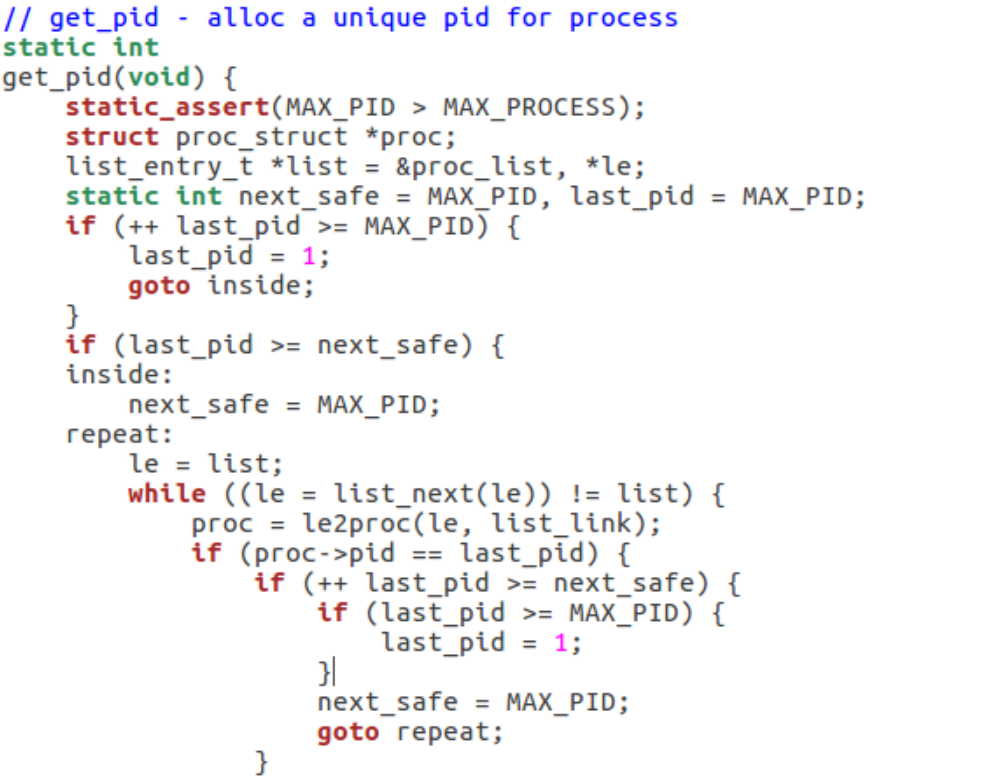 // get_pid - alloc a unique pid for process
static int
get_pid(void) {
    static_assert(MAX_PID > MAX_PROCESS);
    struct proc_struct *proc;
    list_entry_t *list = &proc_list, *le;
    static int next_safe = MAX_PID, last_pid = MAX_PID;
    if (++ last_pid >= MAX_PID) {
        last_pid = 1;
        goto inside;
    }
    if (last_pid >= next_safe) {
    inside:
        next_safe = MAX_PID;
    repeat:
        le = list;
        while ((le = list_next(le)) != list) {
            proc = le2proc(le, list_link);
            if (proc->pid == last_pid) {
                if (++ last_pid >= next_safe) {
                    if (last_pid >= MAX_PID) {
                        last_pid = 1;
                    }
                    next_safe = MAX_PID;
                    goto repeat;
                }